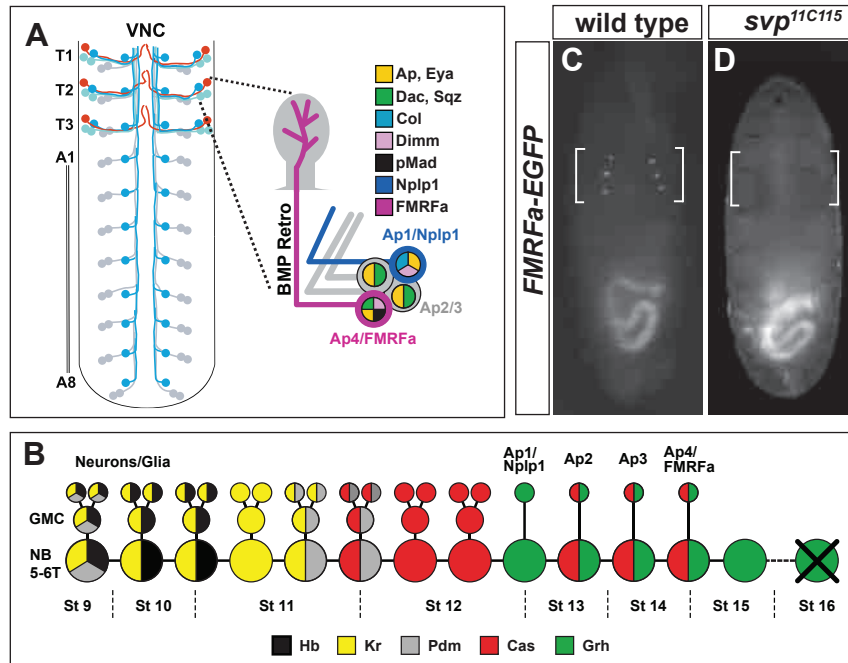 A
VNC
T1
T2
T3
A1
A8
BMP Retro
Ap, Eya
Dac, Sqz
Col
Dimm
pMad
Nplp1
FMRFa
Ap1/Nplp1
Ap2/3
Ap4/FMRFa
wild type
svp11C115
FMRFa-EGFP
C
D
B
Neurons/Glia
GMC
NB
5-6T
Ap1/
Nplp1
Ap2
Ap3
Ap4/
FMRFa
St 9
St 10
St 11
St 12
St 13
St 14
St 15
St 16
Hb
Kr
Pdm
Cas
Grh